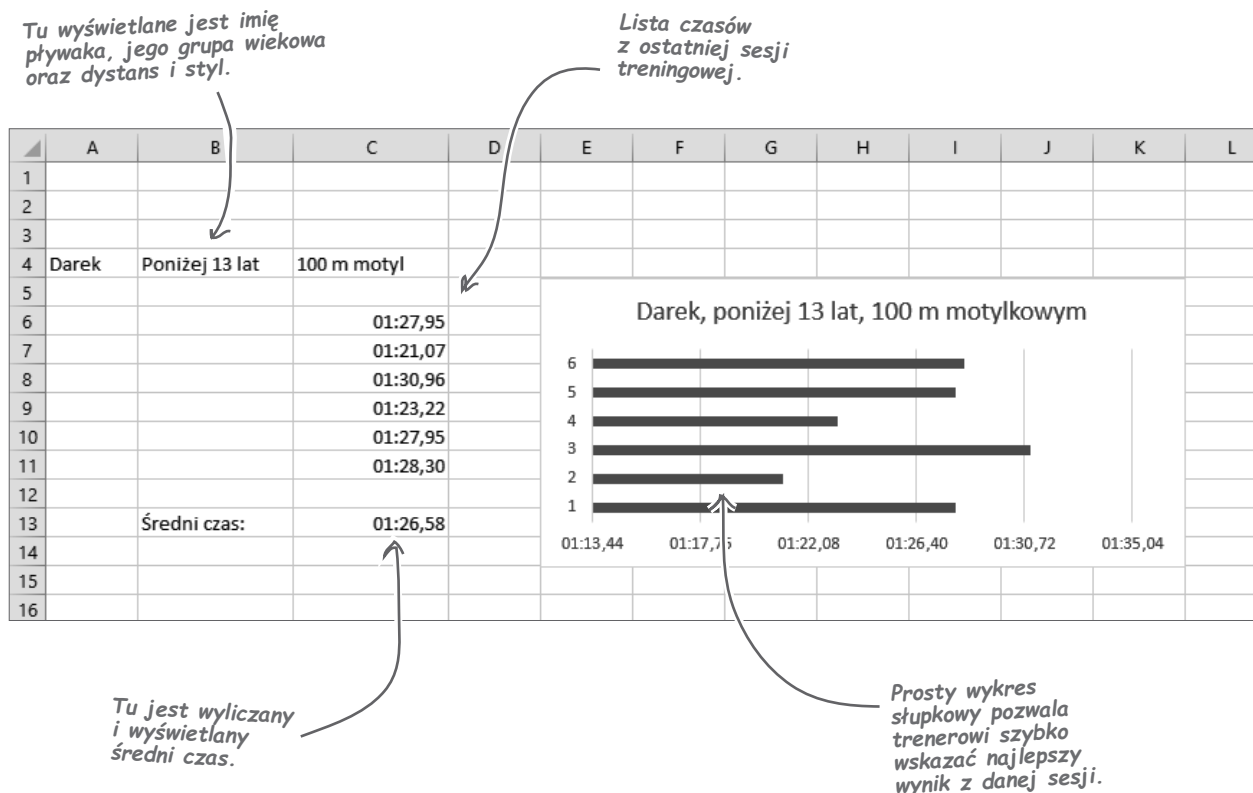 Tu wyświetlane jest imię
pływaka, jego grupa wiekowa
oraz dystans i styl.
Lista czasów
z ostatniej sesji
treningowej.
A B C D E F G H I J K L
1
2
3
4 Darek Poniżej 13 lat 100 m motyl
5
6 01:27,95
7 01:21,07
8 01:30,96
9 01:23,22
10 01:27,95
11 01:28,30
12
13 Średni czas: 01:26,58
14
15
16
Darek, poniżej 13 lat, 100 m motylkowym
6
5
4
3
2
1
01:13,44 01:17,76 01:22,08 01:26,40 01:30,72 01:35,04
Tu jest wyliczany
i wyświetlany
średni czas.
Prosty wykres
słupkowy pozwala
trenerowi szybko
wskazać najlepszy
wynik z danej sesji.